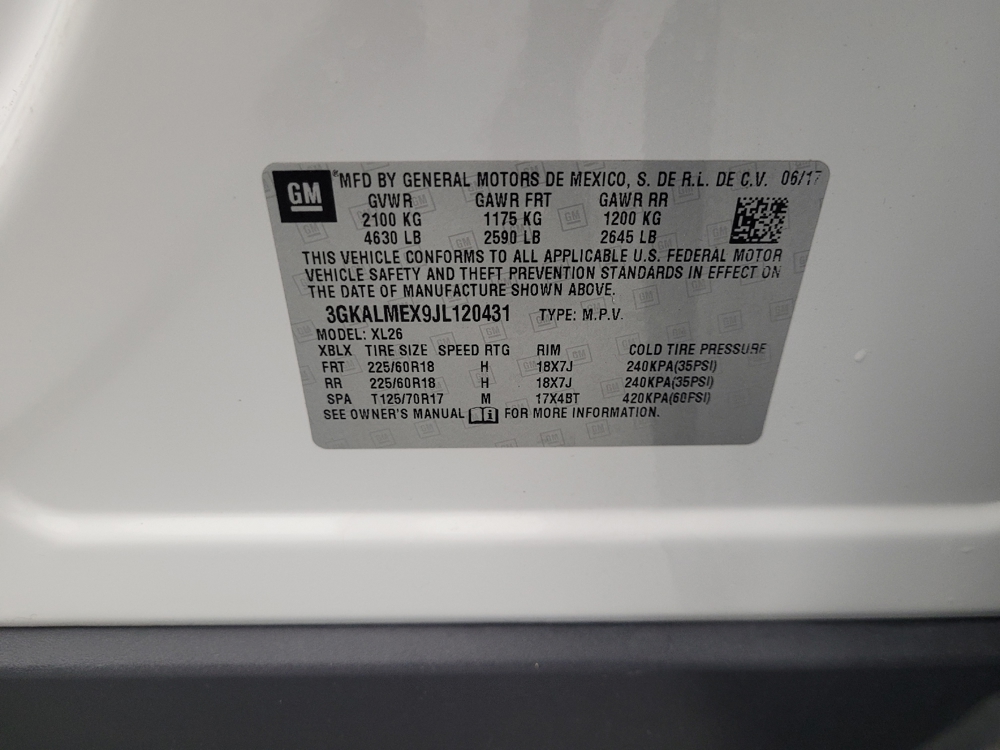 GM
MFD BY GENERAL MOTORS DE MEXICO, S. DE R.L. DE C.V. 06/17
GVWR GAWR FRT GAWR RR
2100 KG 1175 KG 1200 KG
4630 LB 2590 LB 2645 LB
THIS VEHICLE CONFORMS TO ALL APPLICABLE U.S. FEDERAL MOTOR
VEHICLE SAFETY AND THEFT PREVENTION STANDARDS IN EFFECT ON
THE DATE OF MANUFACTURE SHOWN ABOVE.
3GKALMEX9JL120431 TYPE: M.P.V.
MODEL: XL26
XBLX TIRE SIZE SPEED RTG RIM COLD TIRE PRESSURE
FRT 225/60R18 H 18X7J 240KPA(35PSI)
RR 225/60R18 H 18X7J 240KPA(35PSI)
SPA T125/70R17 M 17X4BT 420KPA(60PSI)
SEE OWNER'S MANUAL FOR MORE INFORMATION.